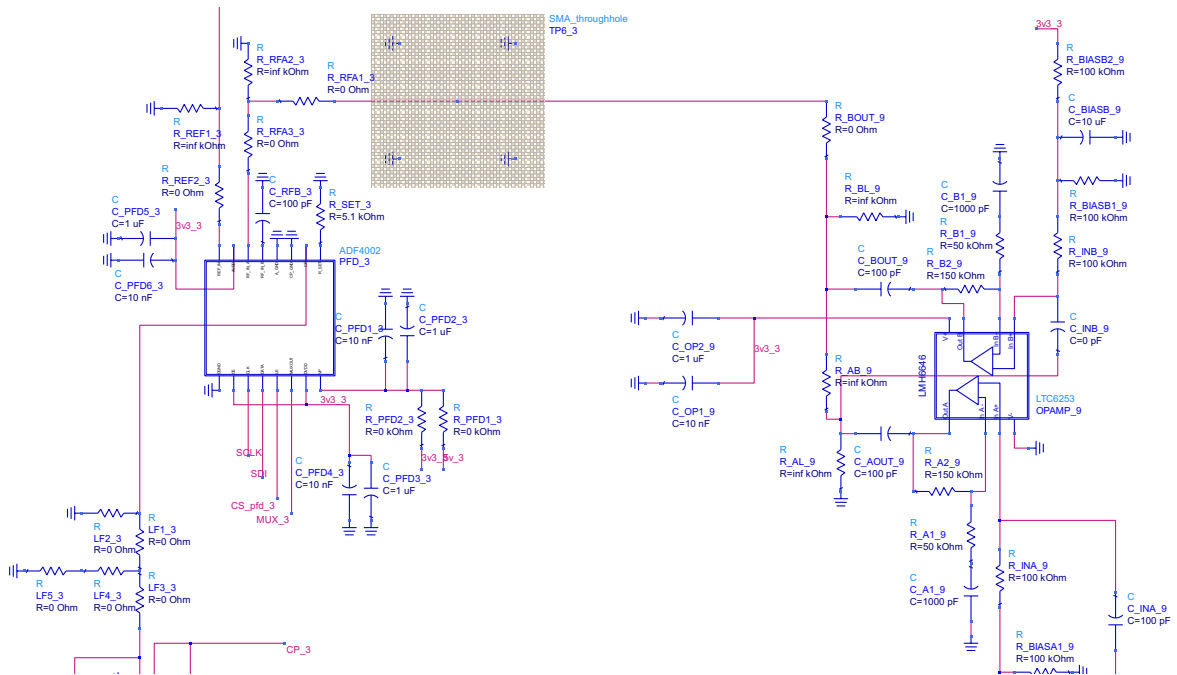 SMA_throughhole
TP6_3
3v3_3
R
R_RFA2_3
R=inf kOhm
R
R_RFA1_3
R=0 Ohm
R
R_REF1_3
R=inf kOhm
R
R_RFA3_3
R=0 Ohm
R
R_REF2_3
R=0 Ohm
C
C_RFB_3
C=100 pF
R
R_SET_3
R=5.1 kOhm
C
C_PFD5_3
C=1 uF
3v3_3
C
C_PFD6_3
C=10 nF
ADF4002
PFD_3
C
C_PFD1_3
C=10 nF
C
C_PFD2_3
C=1 uF
3v3_3
R
R_PFD2_3
R=0 kOhm
R
R_PFD1_3
R=0 kOhm
SCLK
SDI
CS_pfd_3
MUX_3
C
C_PFD4_3
C=10 nF
C
C_PFD3_3
C=1 uF
R
LF1_3
R=0 Ohm
R
LF2_3
R=0 Ohm
R
LF3_3
R=0 Ohm
R
LF4_3
R=0 Ohm
R
LF5_3
R=0 Ohm
CP_3
R
R_BOUT_9
R=0 Ohm
R
R_BL_9
R=inf kOhm
C
C_BOUT_9
C=100 pF
R
R_B2_9
R=150 kOhm
C
C_B1_9
C=1000 pF
R
R_B1_9
R=50 kOhm
R
R_BIASB2_9
R=100 kOhm
C
C_BIASB_9
C=10 uF
R
R_BIASB1_9
R=100 kOhm
R
R_INB_9
R=100 kOhm
C
C_INB_9
C=0 pF
C
C_OP2_9
C=1 uF
3v3_3
C
C_OP1_9
C=10 nF
R
R_AB_9
R=inf kOhm
LMH6646
V+
Out B
In B-
In B+
Out A
In A-
In A+
V-
LTC6253
OPAMP_9
R
R_AL_9
R=inf kOhm
C
C_AOUT_9
C=100 pF
R
R_A2_9
R=150 kOhm
R
R_A1_9
R=50 kOhm
C
C_A1_9
C=1000 pF
R
R_INA_9
R=100 kOhm
C
C_INA_9
C=100 pF
R
R_BIASA1_9
R=100 kOhm